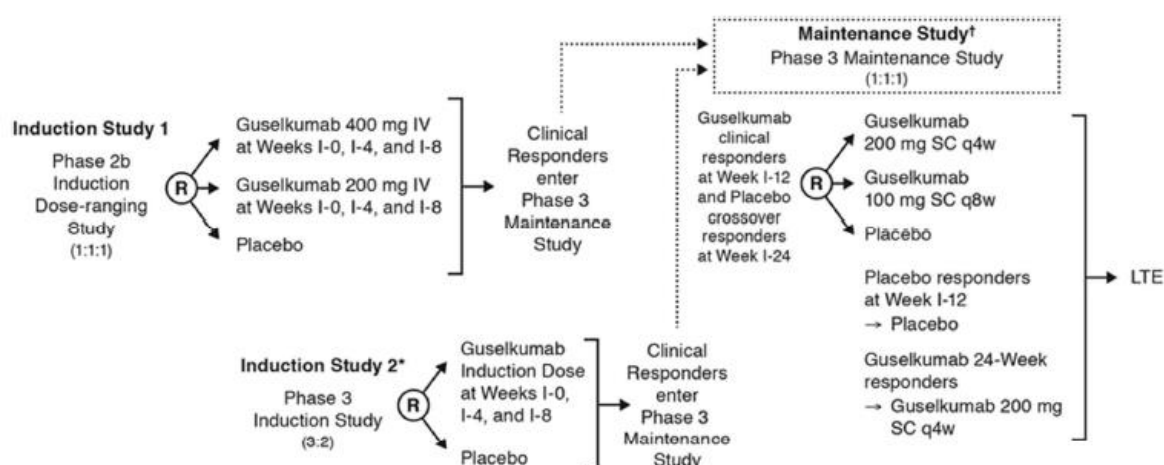 Induction Study 1
Phase 2b
Induction
Dose-ranging
Study
(1:1:1)
R
Guselkumab 400 mg IV
at Weeks I-0, I-4, and I-8
Guselkumab 200 mg IV
at Weeks I-0, I-4, and I-8
Placebo
Clinical
Responders
enter
Phase 3
Maintenance
Study
Induction Study 2*
Phase 3
Induction Study
(3:2)
R
Guselkumab
Induction Dose
at Weeks I-0,
I-4, and I-8
Placebo
Clinical
Responders
enter
Phase 3
Maintenance
Study
Maintenance Study†
Phase 3 Maintenance Study
(1:1:1)
Guselkumab
clinical
responders
at Week I-12
and Placebo
crossover
responders
at Week I-24
R
Guselkumab
200 mg SC q4w
Guselkumab
100 mg SC q8w
Placebo
Placebo responders
at Week I-12
→ Placebo
Guselkumab 24-Week
responders
→ Guselkumab 200 mg
SC q4w
LTE